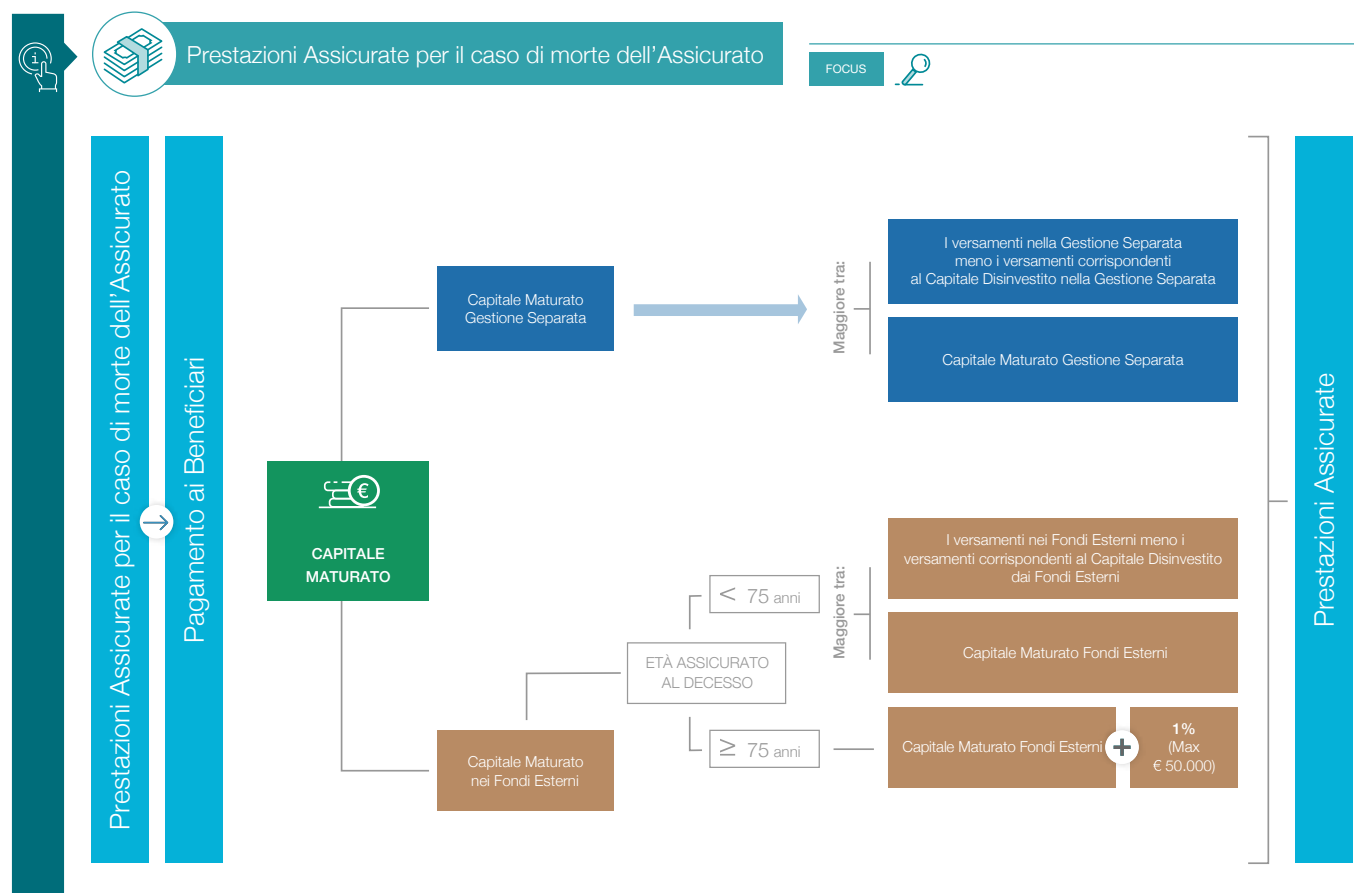 i
Prestazioni Assicurate per il caso di morte dell'Assicurato
FOCUS
Prestazioni Assicurate per il caso di morte dell'Assicurato
Pagamento ai Beneficiari
€
CAPITALE
MATURATO
Capitale Maturato
Gestione Separata
Maggiore tra:
I versamenti nella Gestione Separata
meno i versamenti corrispondenti
al Capitale Disinvestito nella Gestione Separata
Capitale Maturato Gestione Separata
Capitale Maturato
nei Fondi Esterni
ETÀ ASSICURATO
AL DECESSO
< 75 anni
Maggiore tra:
I versamenti nei Fondi Esterni meno i
versamenti corrispondenti al Capitale Disinvestito
dai Fondi Esterni
Capitale Maturato Fondi Esterni
≥ 75 anni
Capitale Maturato Fondi Esterni
+
1%
(Max
€ 50.000)
Prestazioni Assicurate